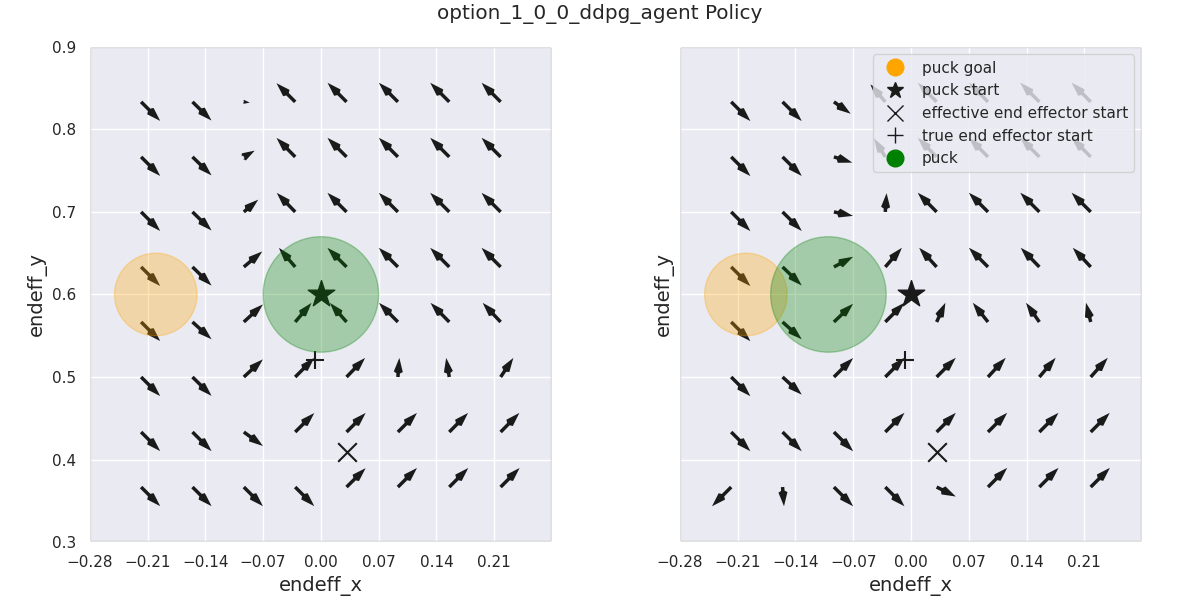 option_1_0_0_ddpg_agent Policy
0.9
0.8
0.7
0.6
0.5
0.4
0.3
endeff_y
−0.28 −0.21 −0.14 −0.07 0.00 0.07 0.14 0.21
endeff_x
endeff_y
puck goal
puck start
effective end effector start
true end effector start
puck
−0.28 −0.21 −0.14 −0.07 0.00 0.07 0.14 0.21
endeff_x